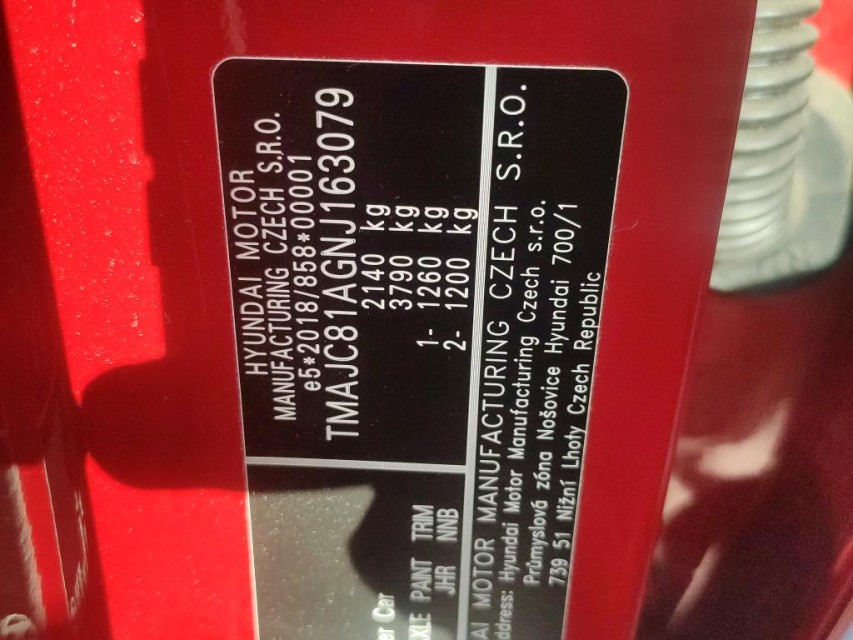 HYUNDAI MOTOR
MANUFACTURING CZECH S.R.O.
e5*2018/858*00001
TMAJC81AGNJ163079
2140 kg
3790 kg
1- 1260 kg
2- 1200 kg
Car
PAINT TRIM
JHR NNB
MOTOR MANUFACTURING CZECH S.R.O.
Hyundai Motor Manufacturing Czech s.r.o.
Průmyslová zóna Nošovice Hyundai 700/1
739 51 Nižní Lhoty Czech Republic